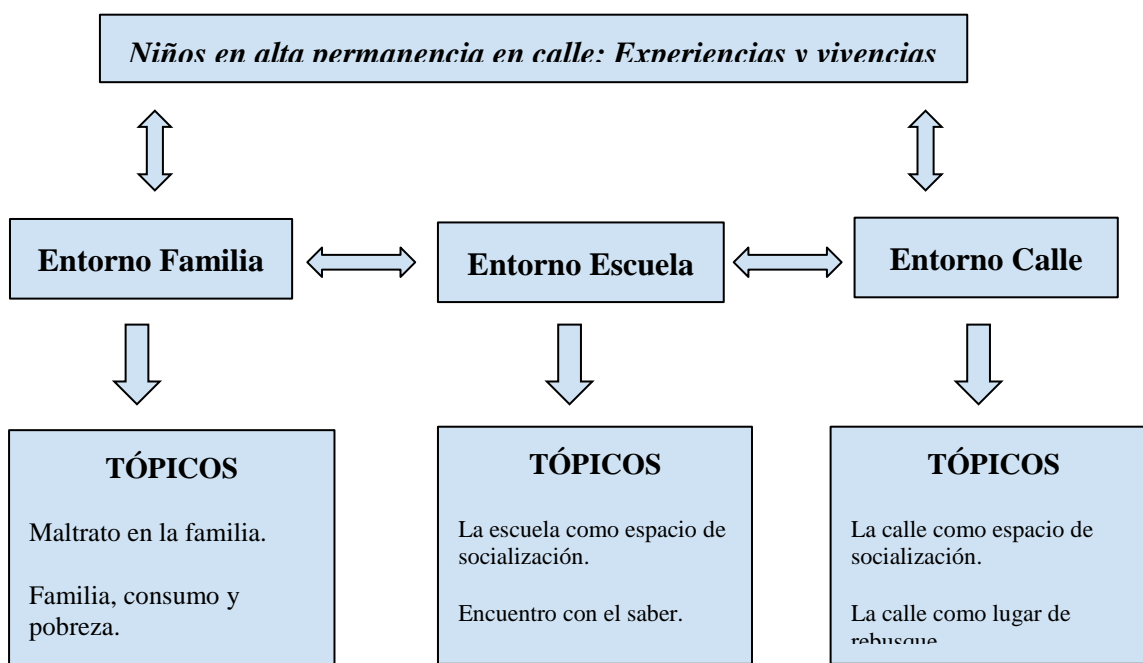 Niños en alta permanencia en calle: Experiencias y vivencias
Entorno Familia
Entorno Escuela
Entorno Calle
TÓPICOS
Maltrato en la familia.
Familia, consumo y
pobreza.
TÓPICOS
La escuela como espacio de
socialización.
Encuentro con el saber.
TÓPICOS
La calle como espacio de
socialización.
La calle como lugar de
rebusque